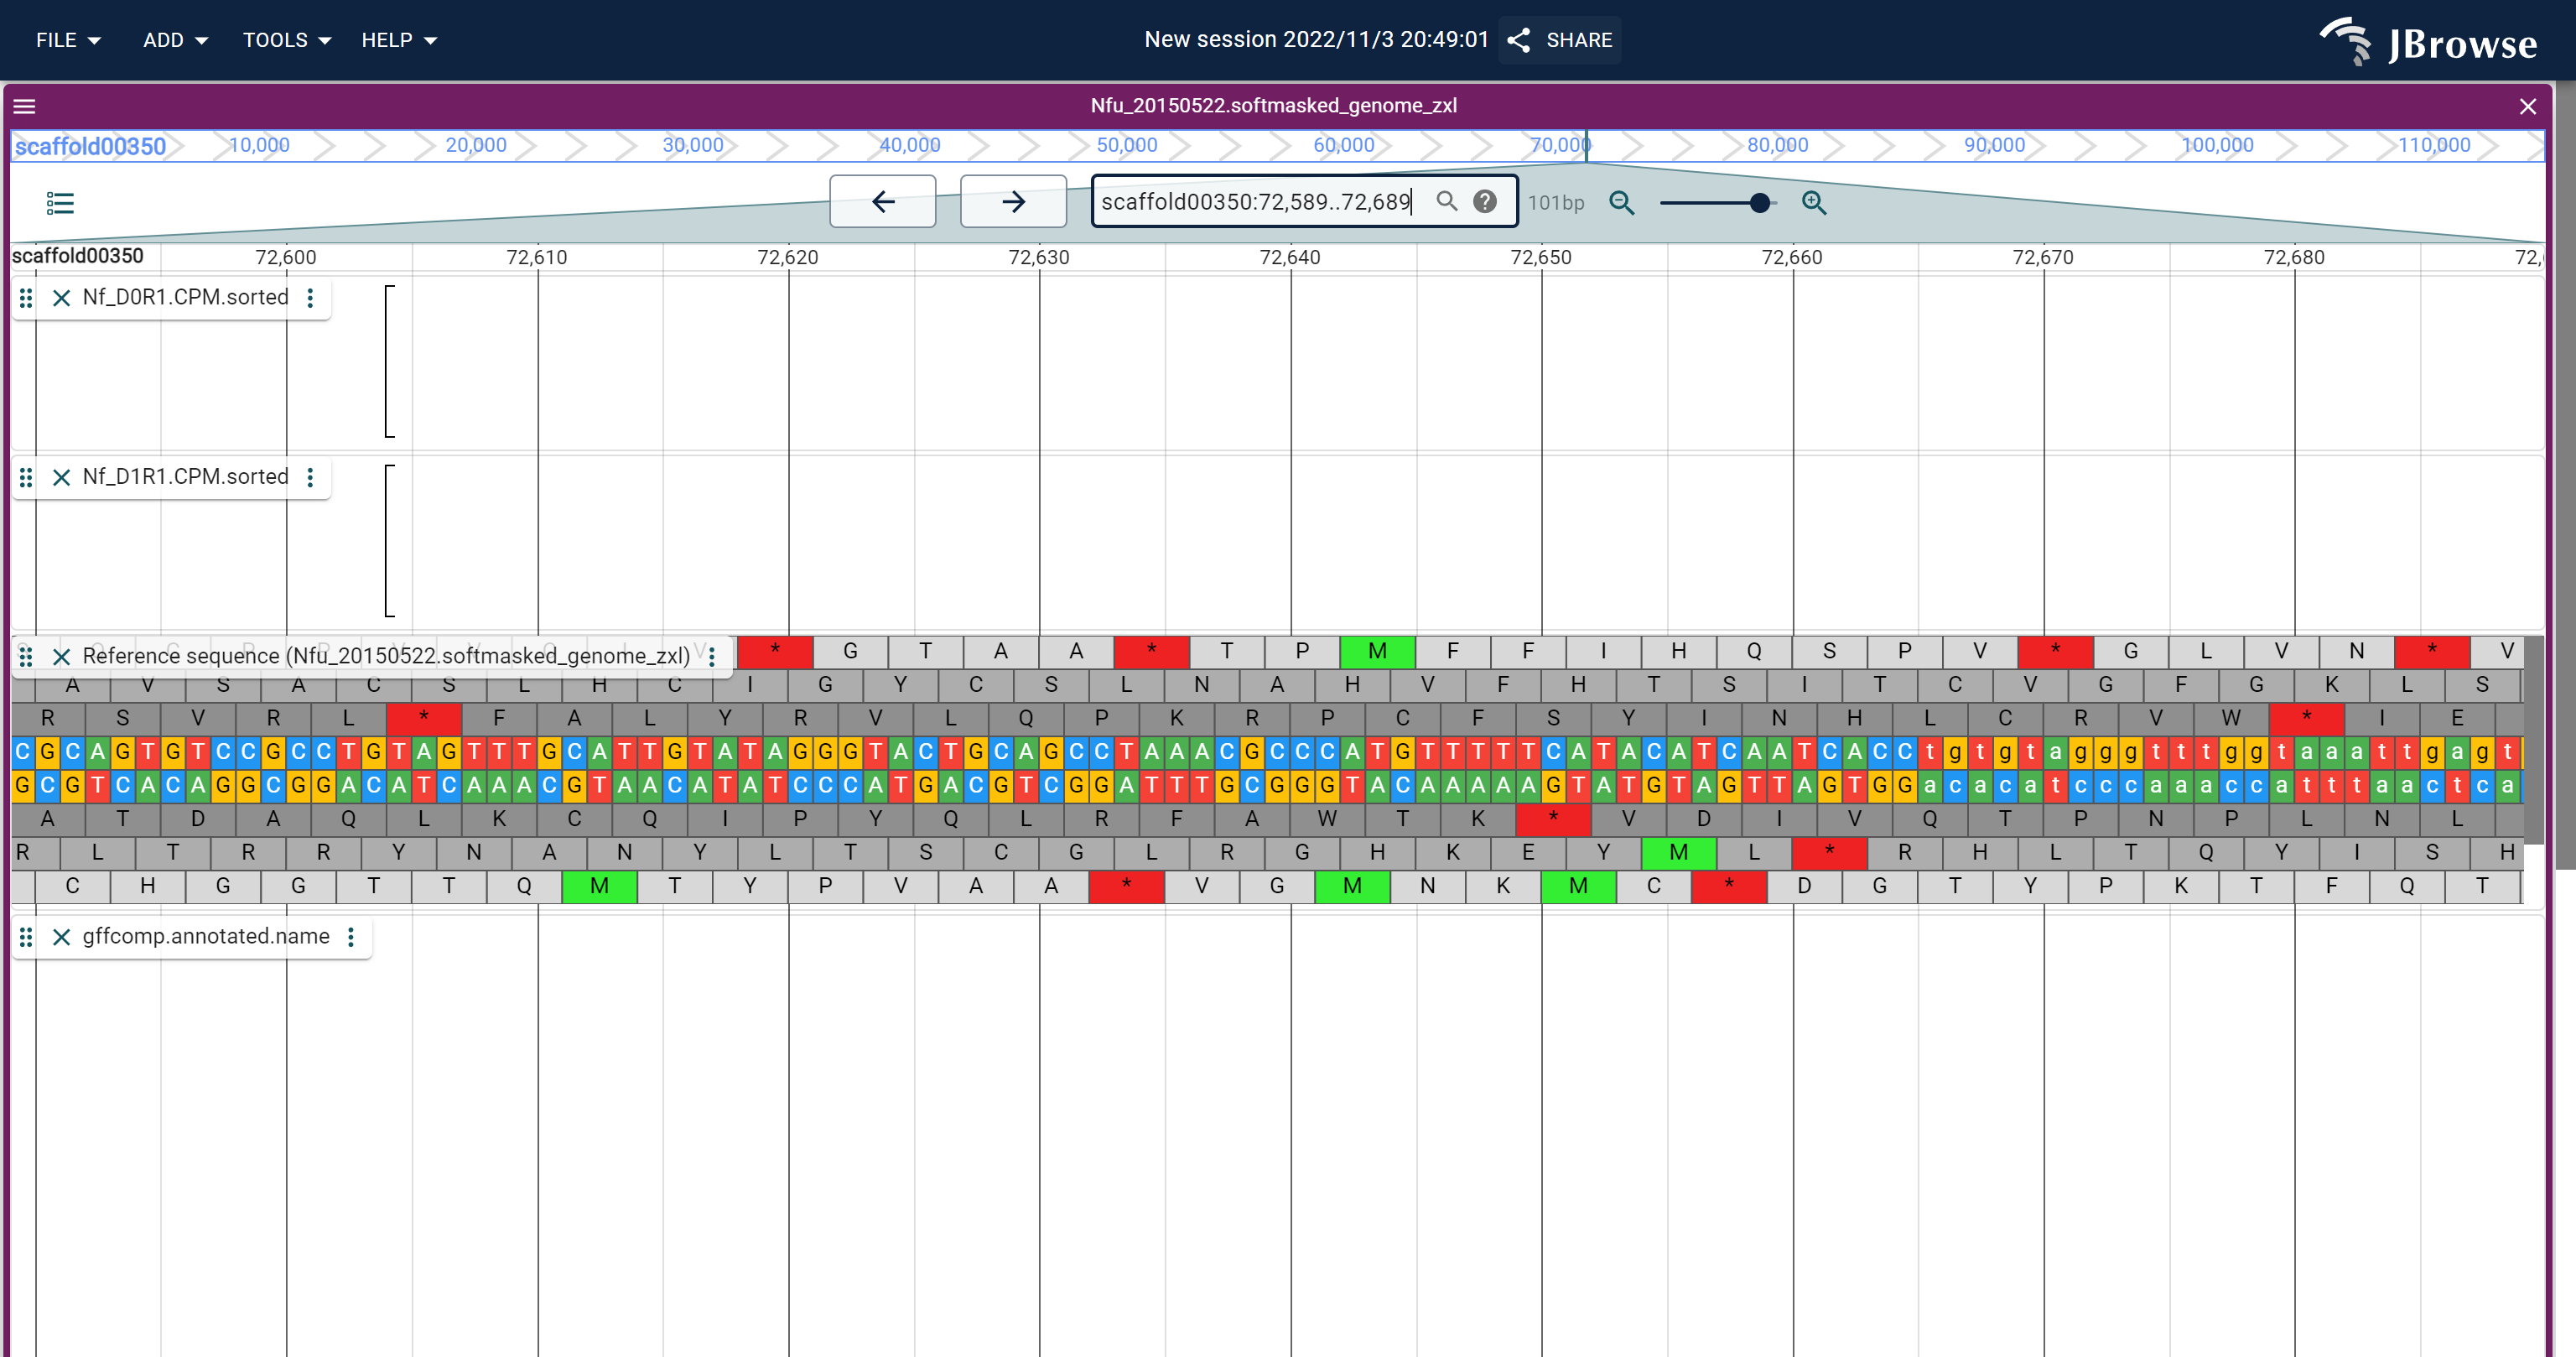 FILE ADD TOOLS HELP New session 2022/11/3 20:49:01 SHARE JBrowse
Nfu_20150522.softmasked_genome_zxl
scaffold00350 10,000 20,000 30,000 40,000 50,000 60,000 70,000 80,000 90,000 100,000 110,000
scaffold00350:72,589..72,689 101bp
scaffold00350 72,600 72,610 72,620 72,630 72,640 72,650 72,660 72,670 72,680 72,
Nf_D0R1.CPM.sorted
Nf_D1R1.CPM.sorted
Reference sequence (Nfu_20150522.softmasked_genome_zxl) * G T A A * T P M F F I H Q S P V * G L V N * V
A V S A C S L H C I G Y C S L N A H V F H T S I T C V G F G K L S
R S V R L * F A L Y R V L Q P K R P C F S Y I N H L C R V W * I E
C G C A G T G T C C G C C T G T A G T T T G C A T T G T A T A G G G T A C T G C A G C C T A A A C G C C C A T G T T T T T C A T A C A T C A A T C A C C t g t g t a g g g t t t g g t a a a t t g a g t
G C G T C A C A G G C G G A C A T C A A A C G T A A C A T A T C C C A T G A C G T C G G A T T T G C G G G T A C A A A A A G T A T G T A G T T A G T G G a c a c a t c c c a a a c c a t t t a a c t c a
A T D A Q L K C Q I P Y Q L R F A W T K * V D I V Q T P N P L N L
R L T R R Y N A N Y L T S C G L R G H K E Y M L * R H L T Q Y I S H
C H G G T T Q M T Y P V A A * V G M N K M C * D G T Y P K T F Q T
gffcomp.annotated.name